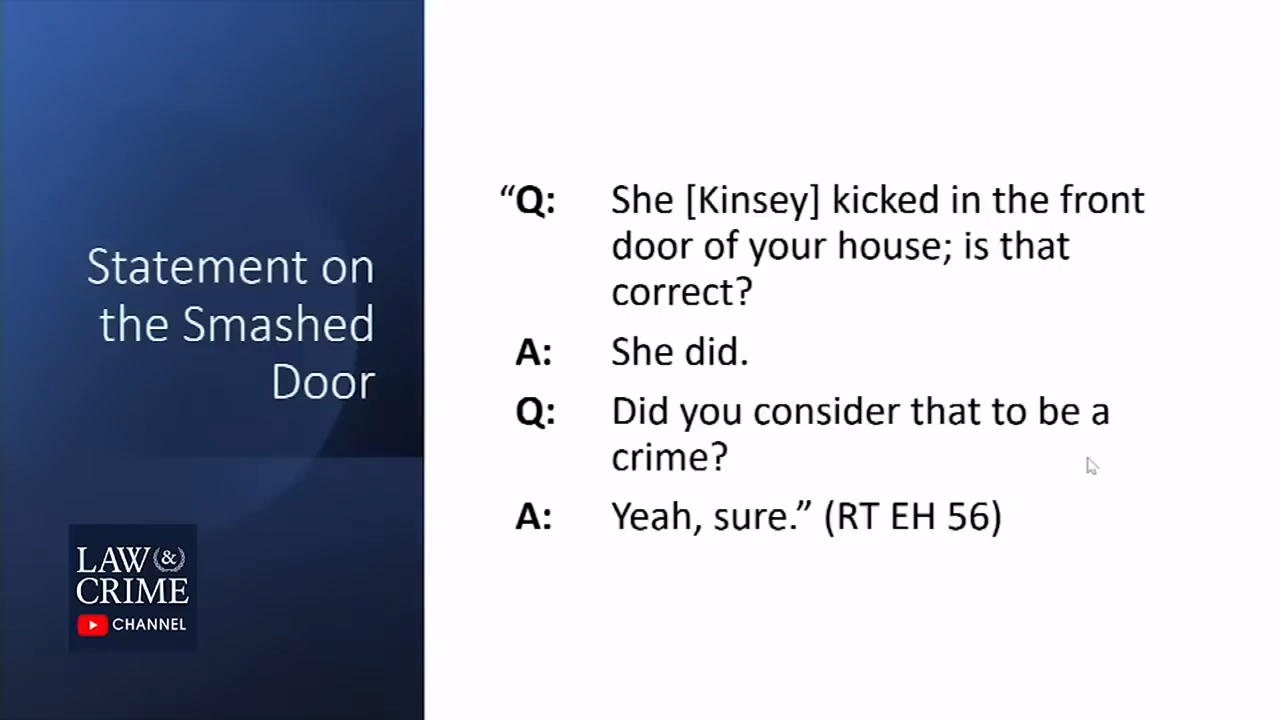 Statement on
the Smashed
Door
“Q: She [Kinsey] kicked in the front
door of your house; is that
correct?
A: She did.
Q: Did you consider that to be a
crime?
A: Yeah, sure.” (RT EH 56)
LAW &
CRIME
CHANNEL